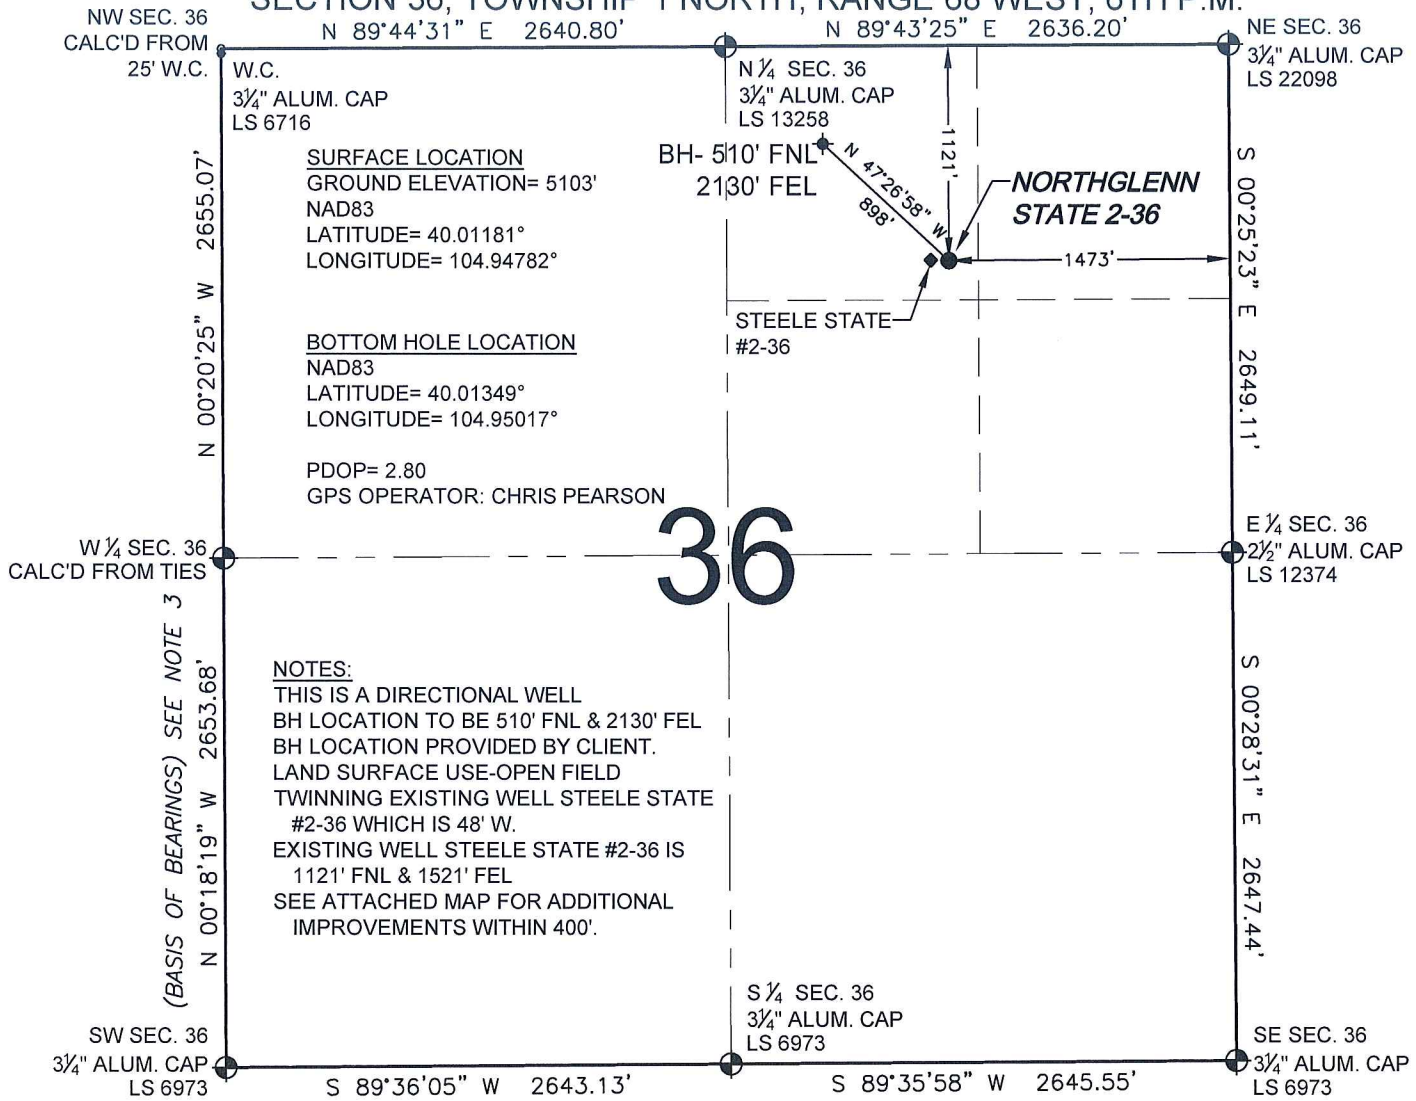 SECTION 36, TOWNSHIP 1 NORTH, RANGE 68 WEST, 6TH P.M.
NW SEC. 36
CALC'D FROM
25' W.C.
N 89°44'31" E 2640.80'
N 89°43'25" E 2636.20'
NE SEC. 36
3¼" ALUM. CAP
LS 22098
W.C.
3¼" ALUM. CAP
LS 6716
N ¼ SEC. 36
3¼" ALUM. CAP
LS 13258
SURFACE LOCATION
GROUND ELEVATION= 5103'
NAD83
LATITUDE= 40.01181°
LONGITUDE= 104.94782°
BH- 510' FNL
2130' FEL
N 47°26'58" W
898'
1121'
NORTHGLENN
STATE 2-36
1473'
STEELE STATE
#2-36
N 00°20'25" W 2655.07'
S 00°25'23" E 2649.11'
BOTTOM HOLE LOCATION
NAD83
LATITUDE= 40.01349°
LONGITUDE= 104.95017°
PDOP= 2.80
GPS OPERATOR: CHRIS PEARSON
36
W ¼ SEC. 36
CALC'D FROM TIES
E ¼ SEC. 36
2½" ALUM. CAP
LS 12374
(BASIS OF BEARINGS) SEE NOTE 3
N 00°18'19" W 2653.68'
NOTES:
THIS IS A DIRECTIONAL WELL
BH LOCATION TO BE 510' FNL & 2130' FEL
BH LOCATION PROVIDED BY CLIENT.
LAND SURFACE USE-OPEN FIELD
TWINNING EXISTING WELL STEELE STATE
#2-36 WHICH IS 48' W.
EXISTING WELL STEELE STATE #2-36 IS
1121' FNL & 1521' FEL
SEE ATTACHED MAP FOR ADDITIONAL
IMPROVEMENTS WITHIN 400'.
S 00°28'31" E 2647.44'
SW SEC. 36
3¼" ALUM. CAP
LS 6973
S 89°36'05" W 2643.13'
S ¼ SEC. 36
3¼" ALUM. CAP
LS 6973
S 89°35'58" W 2645.55'
SE SEC. 36
3¼" ALUM. CAP
LS 6973